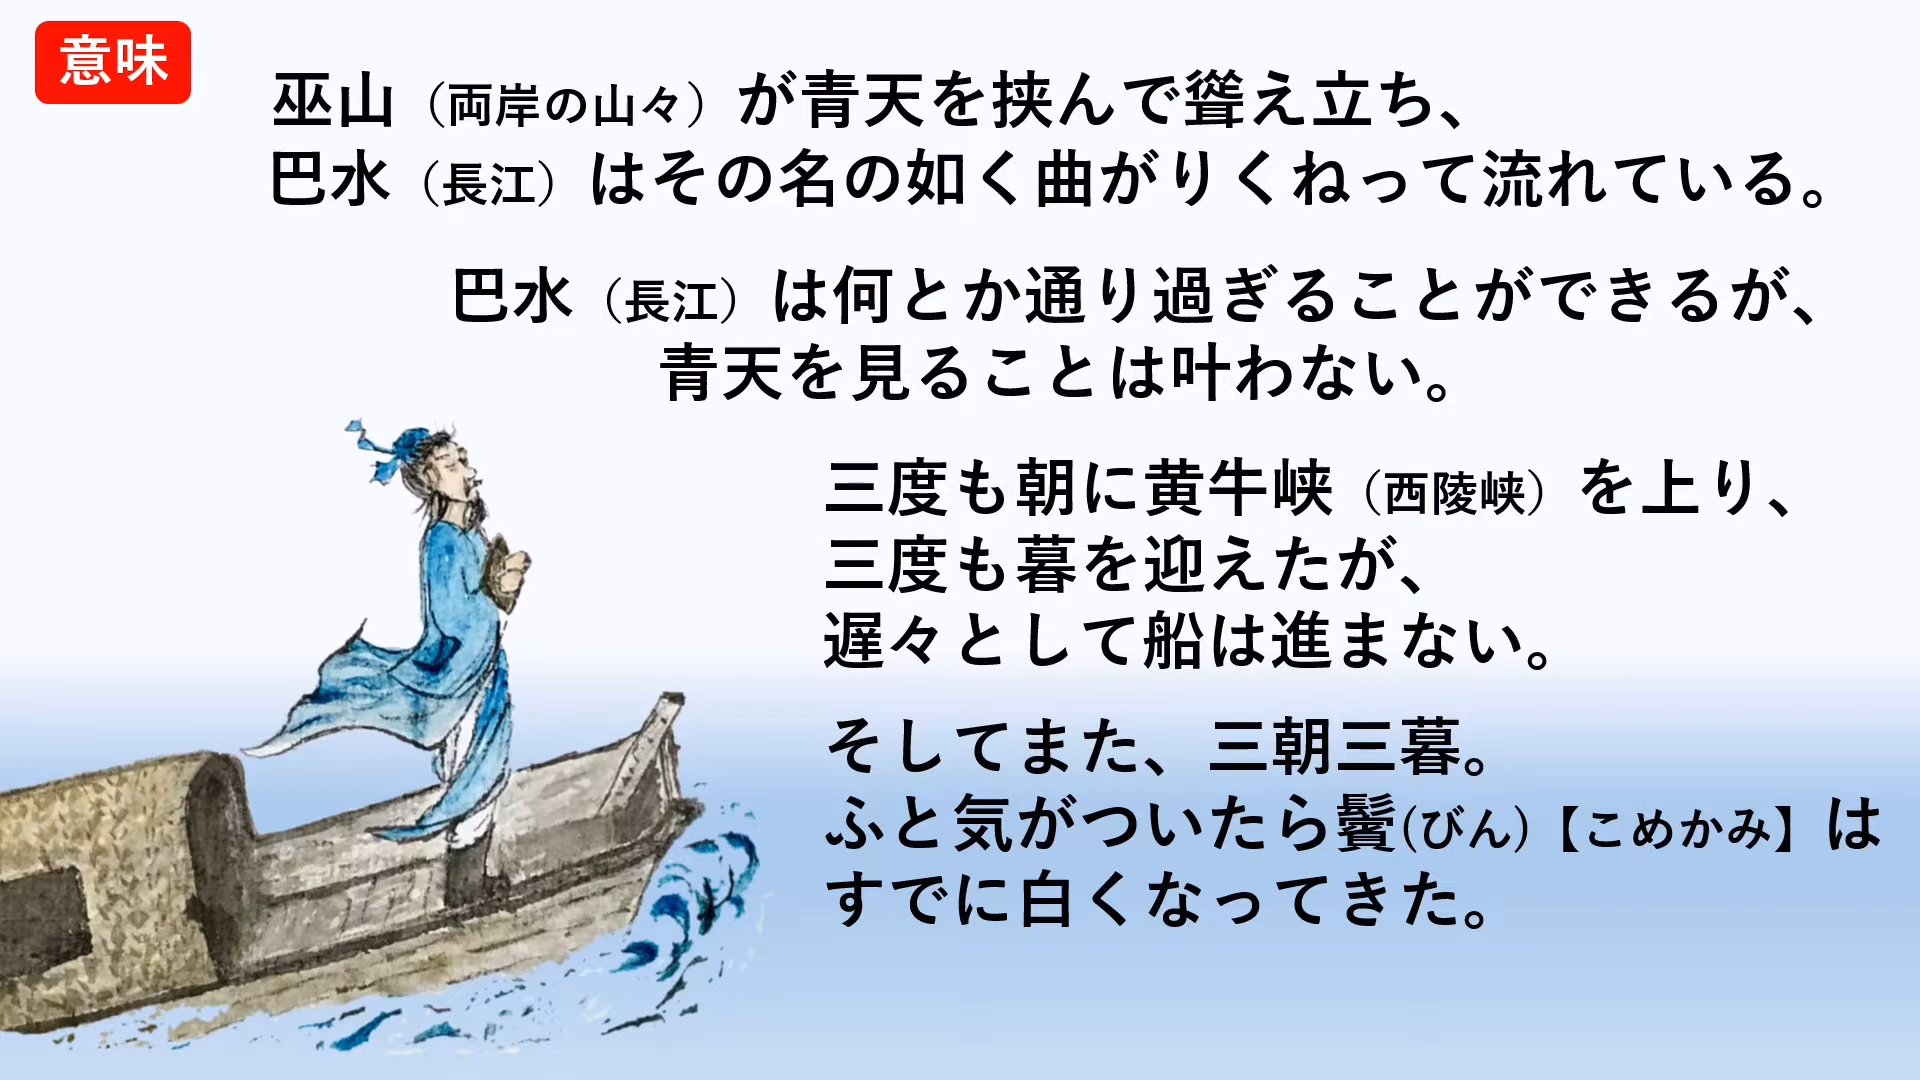 意味
巫山（両岸の山々）が青天を挟んで聳え立ち、
巴水（長江）はその名の如く曲がりくねって流れている。
巴水（長江）は何とか通り過ぎることができるが、
青天を見ることは叶わない。
三度も朝に黄牛峡（西陵峡）を上り、
三度も暮を迎えたが、
遅々として船は進まない。
そしてまた、三朝三暮。
ふと気がついたら鬢(びん)【こめかみ】は
すでに白くなってきた。